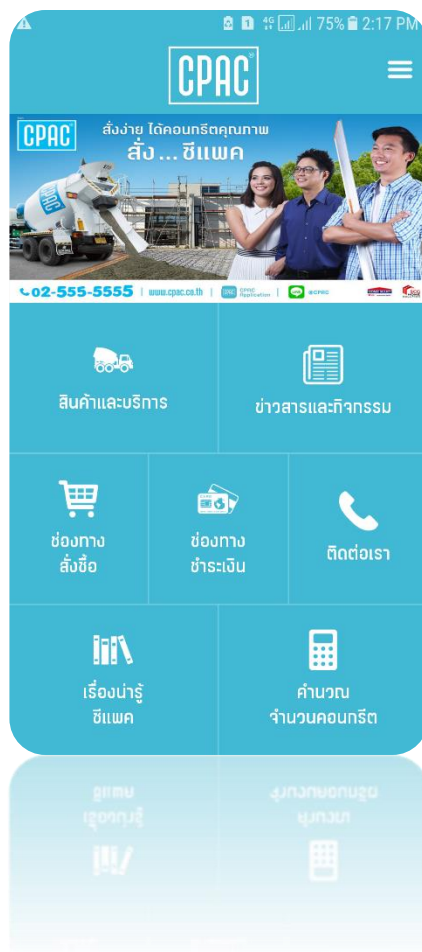 4G 75% 2:17 PM
CPAC
CPAC
สั่งง่าย ได้คอนกรีตคุณภาพ
สั่ง...ซีแพค
CPAC
02-555-5555 | www.cpac.co.th | CPAC CPAC Application | LINE @CPAC
สินค้าและบริการ
ข่าวสารและกิจกรรม
ช่องทาง
สั่งซื้อ
ช่องทาง
ชำระเงิน
ติดต่อเรา
เรื่องน่ารู้
ซีแพค
คำนวณ
จำนวนคอนกรีต